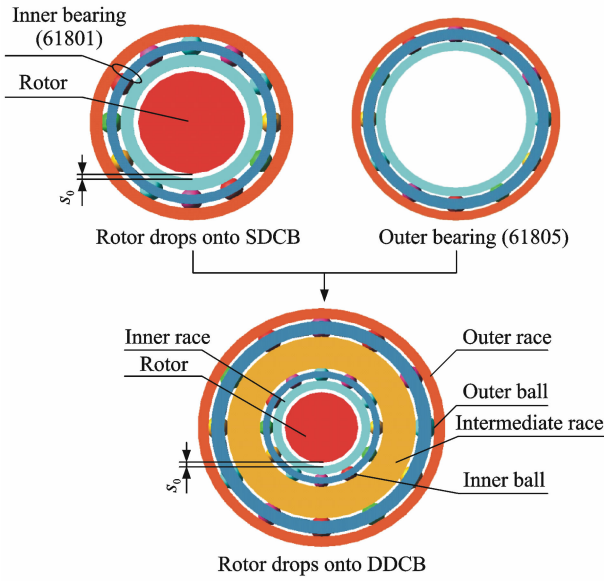 Inner bearing
(61801)
Rotor
s₀
Rotor drops onto SDCB
Outer bearing (61805)
Inner race
Rotor
Outer race
Outer ball
Intermediate race
s₀
Inner ball
Rotor drops onto DDCB